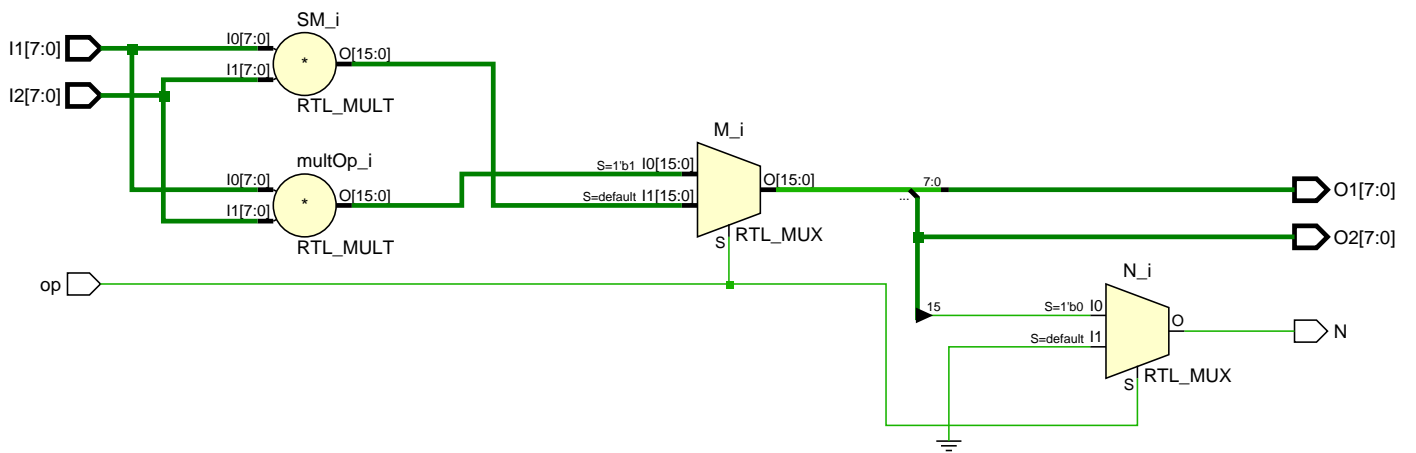 SM_i
I1[7:0]
I0[7:0]
O[15:0]
*
I1[7:0]
I2[7:0]
RTL_MULT
multOp_i
I0[7:0]
O[15:0]
*
I1[7:0]
RTL_MULT
M_i
S=1'b1 I0[15:0]
O[15:0]
S=default I1[15:0]
S
RTL_MUX
7:0
...
O1[7:0]
O2[7:0]
op
N_i
15
S=1'b0 I0
O
N
S=default I1
S
RTL_MUX